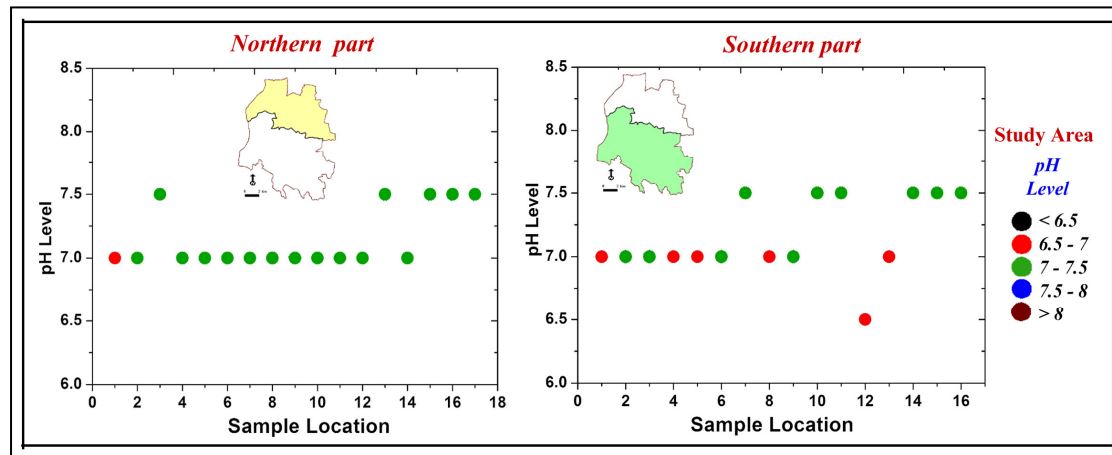 Northern part
8.5
8.0
7.5
7.0
6.5
6.0
pH Level
0 2 4 6 8 10 12 14 16 18
Sample Location
Southern part
8.5
8.0
7.5
7.0
6.5
6.0
pH Level
0 2 4 6 8 10 12 14 16
Sample Location
Study Area
pH
Level
< 6.5
6.5 - 7
7 - 7.5
7.5 - 8
> 8